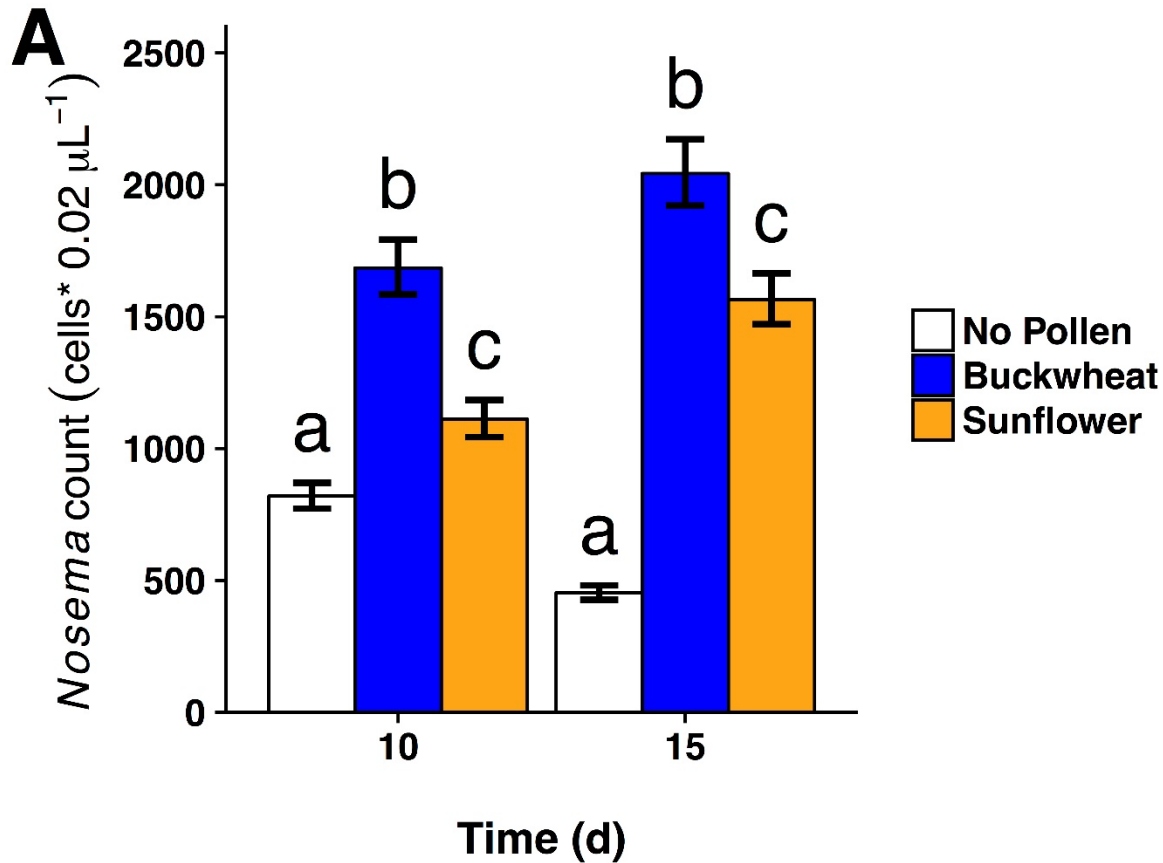 A
Nosema count (cells* 0.02 μL⁻¹)
2500
2000
1500
1000
500
0
a
b
c
a
b
c
10
15
Time (d)
No Pollen
Buckwheat
Sunflower